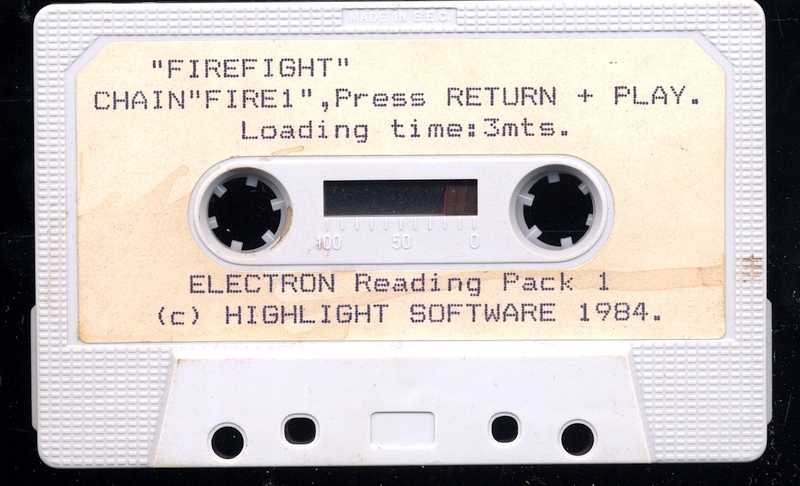 MADE IN E.E.C.
"FIREFIGHT"
CHAIN"FIRE1",Press RETURN + PLAY.
Loading time:3mts.
100 50 0
ELECTRON Reading Pack 1
(c) HIGHLIGHT SOFTWARE 1984.